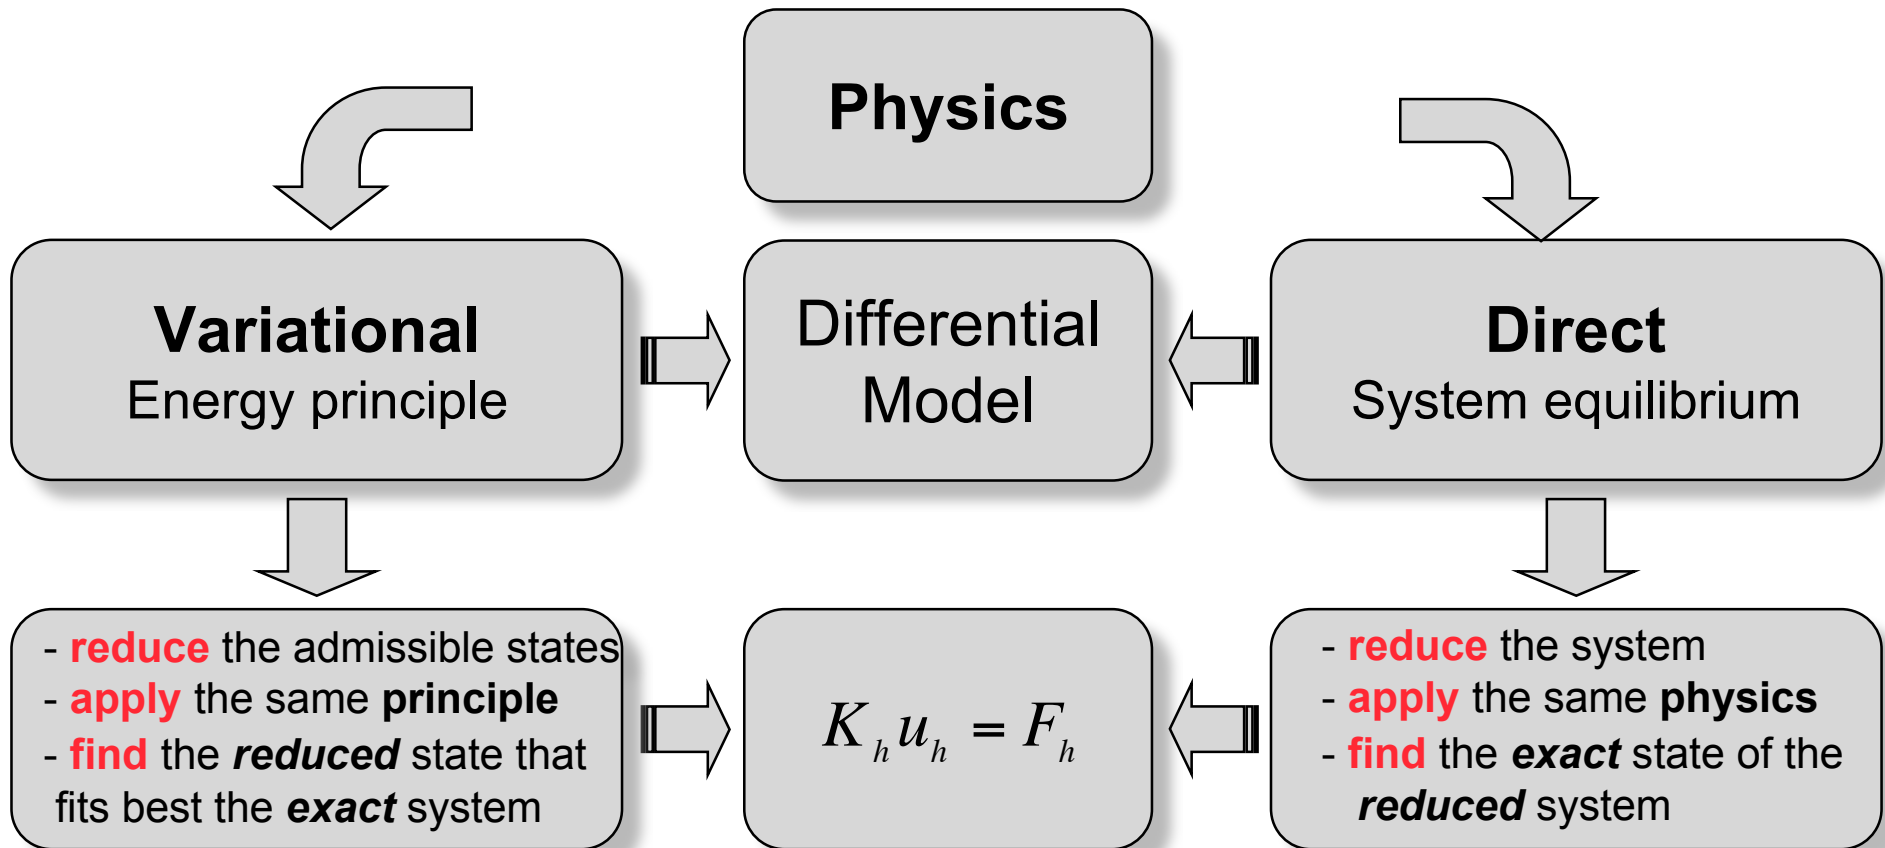 Physics
Variational
Energy principle
Differential
Model
Direct
System equilibrium
- reduce the admissible states
- apply the same principle
- find the reduced state that
fits best the exact system
K_h u_h = F_h
- reduce the system
- apply the same physics
- find the exact state of the
reduced system